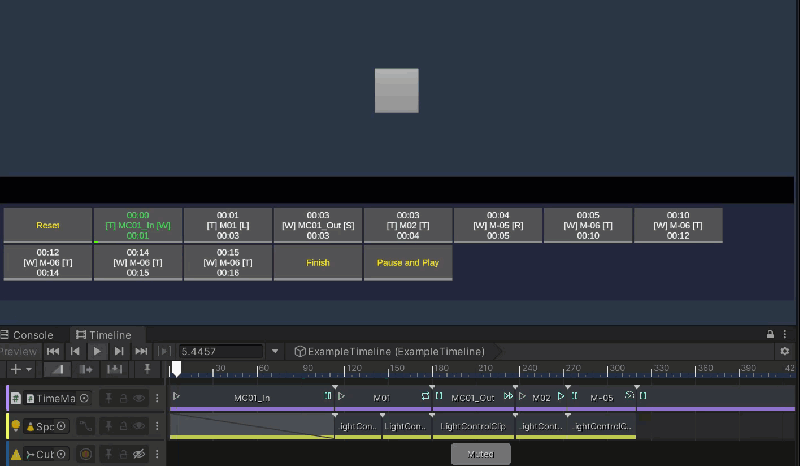 Reset
00:00
[T] MC01_In [W]
00:01
00:01
[T] M01 [L]
00:03
00:03
[W] MC01_Out [S]
00:03
00:03
[T] M02 [T]
00:04
00:04
[W] M-05 [R]
00:05
00:05
[W] M-06 [T]
00:10
00:10
[W] M-06 [T]
00:12
00:12
[W] M-06 [T]
00:14
00:14
[W] M-06 [T]
00:15
00:15
[W] M-06 [T]
00:16
Finish
Pause and Play
Console
Timeline
Preview
5.4457
ExampleTimeline (ExampleTimeline)
30 60 90 120 150 180 210 240 270 300 330 360 390 42
TimeMa
MC01_In
M01
MC01_Out
M02
M-05
Spo
LightCon..
LightCon..
LightControlClip
LightCont..
LightControlC..
Cub
Muted